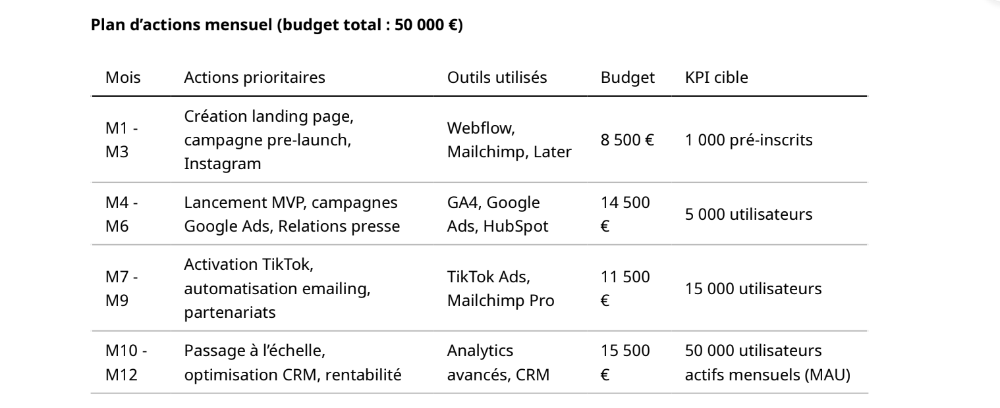 Plan d’actions mensuel (budget total : 50 000 €)
Mois Actions prioritaires Outils utilisés Budget KPI cible
M1 -
M3
Création landing page,
campagne pre-launch,
Instagram
Webflow,
Mailchimp, Later
8 500 €
1 000 pré-inscrits
M4 -
M6
Lancement MVP, campagnes
Google Ads, Relations presse
GA4, Google
Ads, HubSpot
14 500
€
5 000 utilisateurs
M7 -
M9
Activation TikTok,
automatisation emailing,
partenariats
TikTok Ads,
Mailchimp Pro
11 500
€
15 000 utilisateurs
M10 -
M12
Passage à l’échelle,
optimisation CRM, rentabilité
Analytics
avancés, CRM
15 500
€
50 000 utilisateurs
actifs mensuels (MAU)